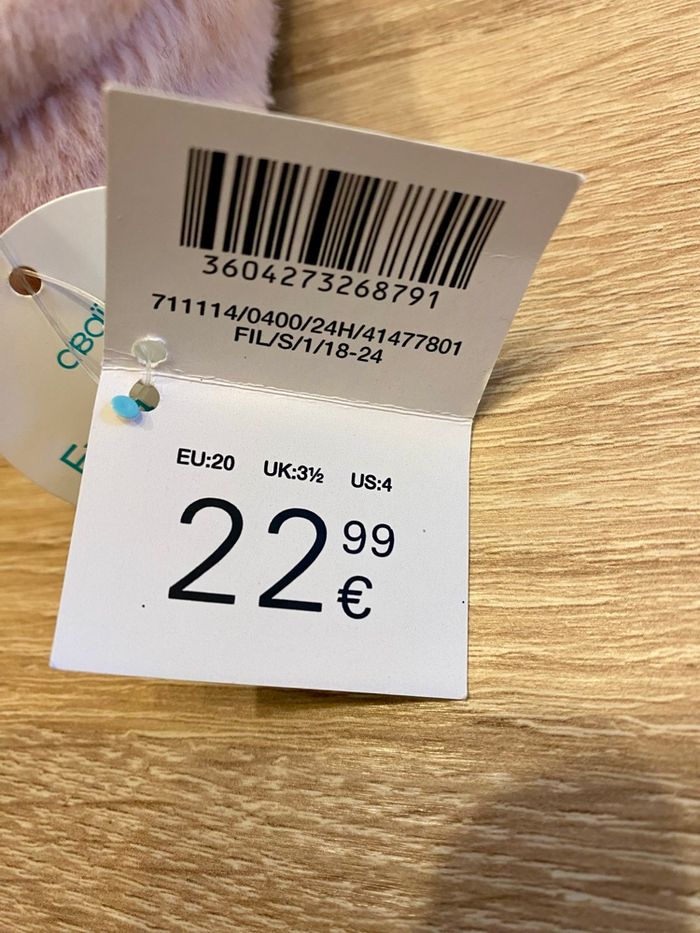 3604273268791
711114/0400/24H/41477801
FIL/S/1/18-24
EU:20 UK:3½ US:4
22 99 €